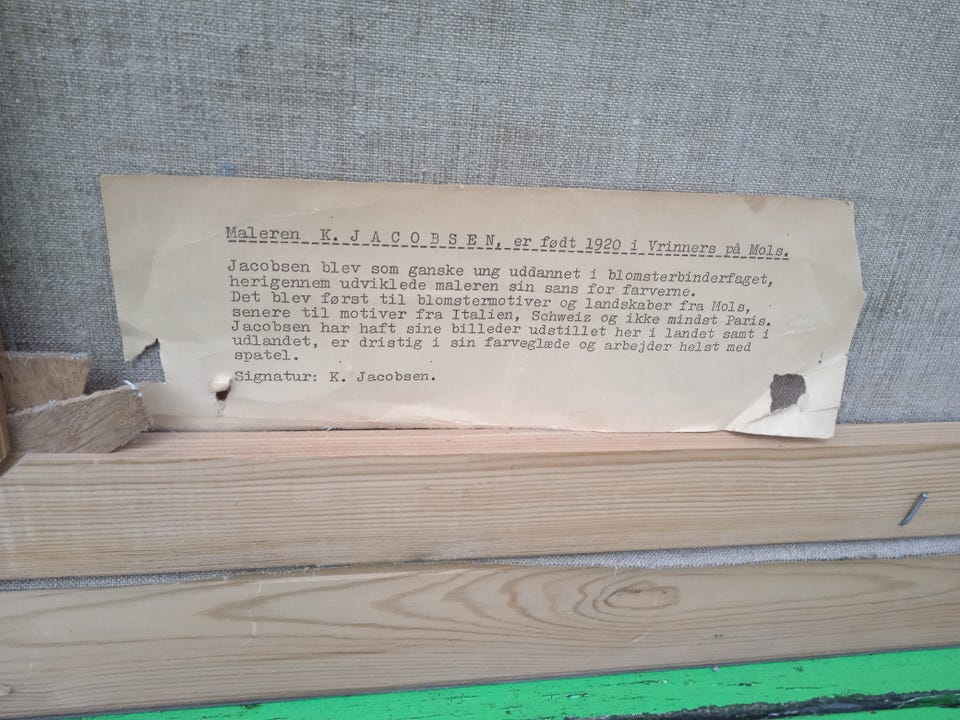 Maleren K. J A C O B S E N, er født 1920 i Vrinners på Mols.
Jacobsen blev som ganske ung uddannet i blomsterbinderfaget,
herigennem udviklede maleren sin sans for farverne.
Det blev først til blomstermotiver og landskaber fra Mols,
senere til motiver fra Italien, Schweiz og ikke mindst Paris.
Jacobsen har haft sine billeder udstillet her i landet samt i
udlandet, er dristig i sin farveglæde og arbejder helst med
spatel.
Signatur: K. Jacobsen.